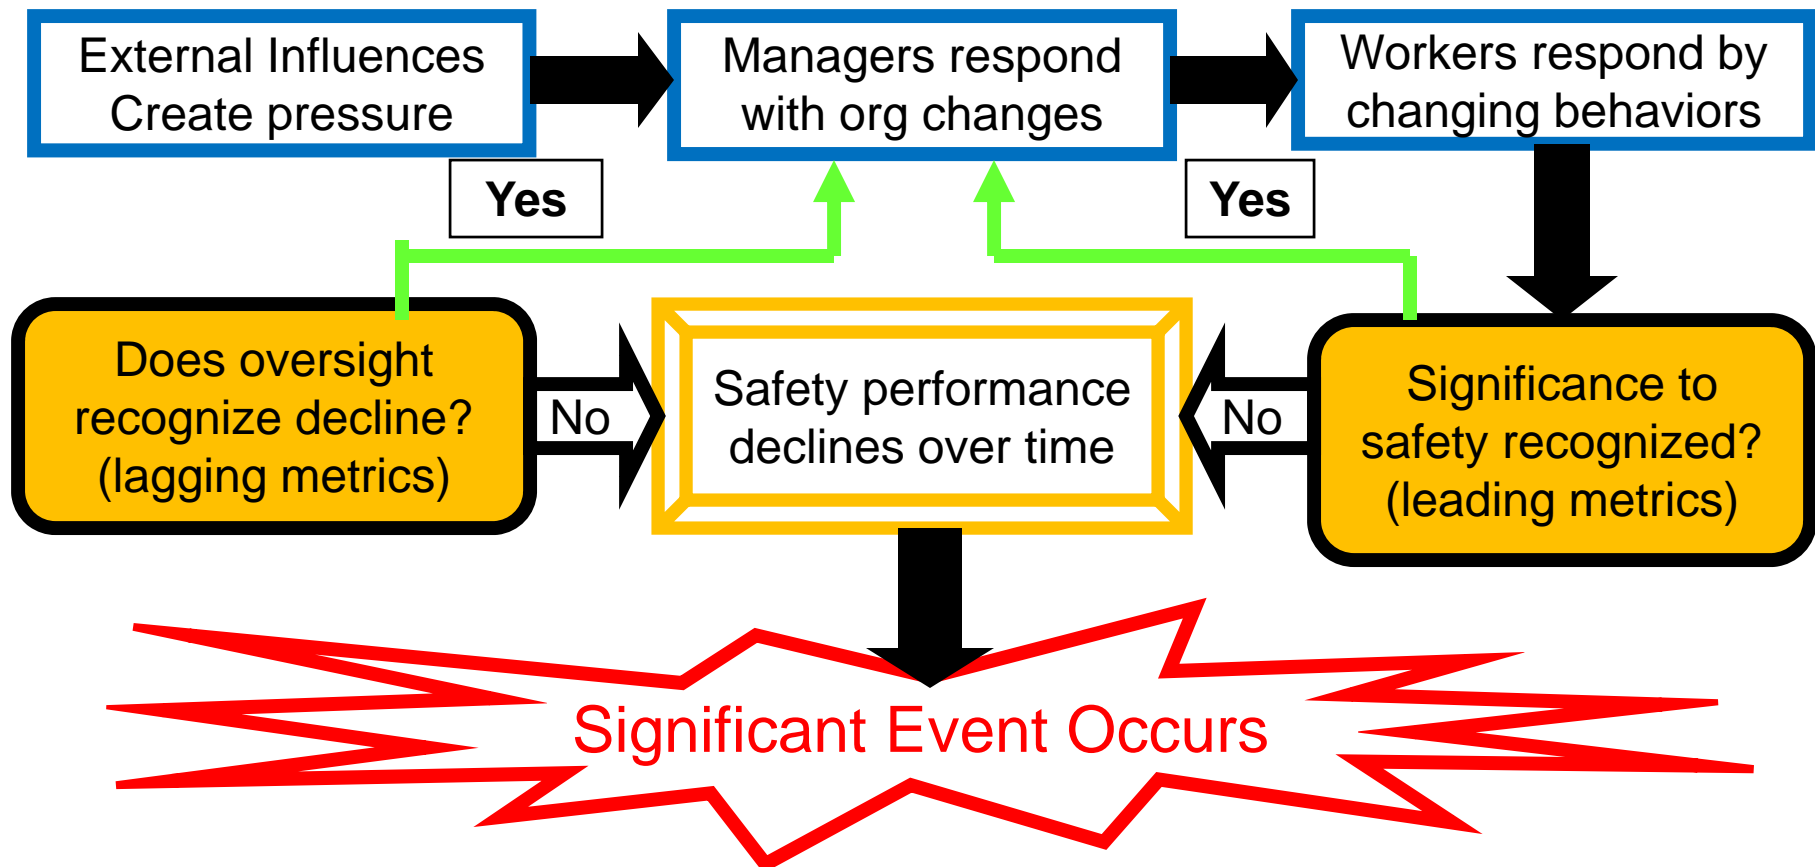 External Influences
Create pressure
Managers respond
with org changes
Workers respond by
changing behaviors
Yes
Yes
Does oversight
recognize decline?
(lagging metrics)
No
Safety performance
declines over time
No
Significance to
safety recognized?
(leading metrics)
Significant Event Occurs